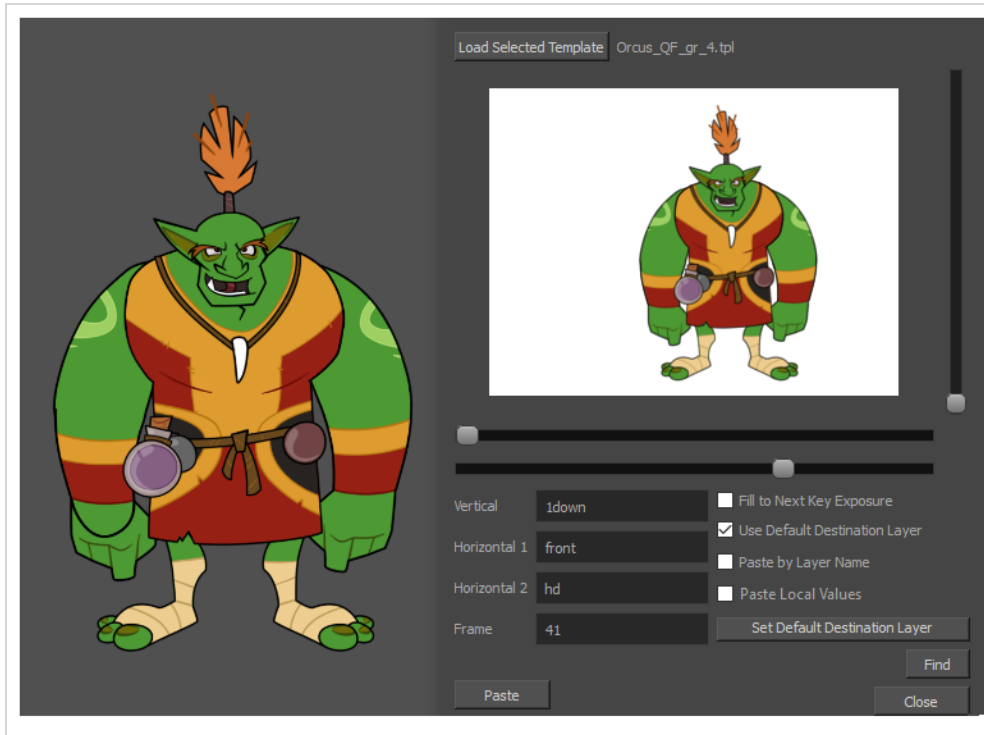 Load Selected Template Orcus_QF_gr_4.tpl
Vertical 1down
Fill to Next Key Exposure
Use Default Destination Layer
Horizontal 1 front
Paste by Layer Name
Horizontal 2 hd
Paste Local Values
Frame 41
Set Default Destination Layer
Find
Paste
Close